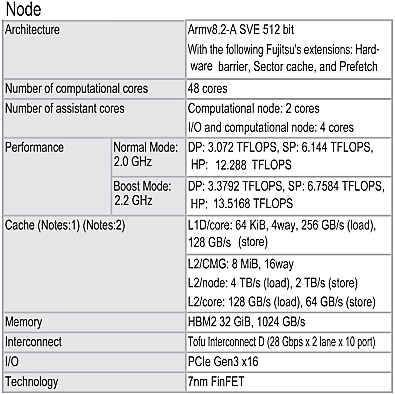 Node
Architecture
Armv8.2-A SVE 512 bit
With the following Fujitsu's extensions: Hard-
ware barrier, Sector cache, and Prefetch
Number of computational cores
48 cores
Number of assistant cores
Computational node: 2 cores
I/O and computational node: 4 cores
Performance
Normal Mode:
2.0 GHz
DP: 3.072 TFLOPS, SP: 6.144 TFLOPS,
HP: 12.288 TFLOPS
Boost Mode:
2.2 GHz
DP: 3.3792 TFLOPS, SP: 6.7584 TFLOPS,
HP: 13.5168 TFLOPS
Cache (Notes:1) (Notes:2)
L1D/core: 64 KiB, 4way, 256 GB/s (load),
128 GB/s (store)
L2/CMG: 8 MiB, 16way
L2/node: 4 TB/s (load), 2 TB/s (store)
L2/core: 128 GB/s (load), 64 GB/s (store)
Memory
HBM2 32 GiB, 1024 GB/s
Interconnect
Tofu Interconnect D (28 Gbps x 2 lane x 10 port)
I/O
PCIe Gen3 x16
Technology
7nm FinFET